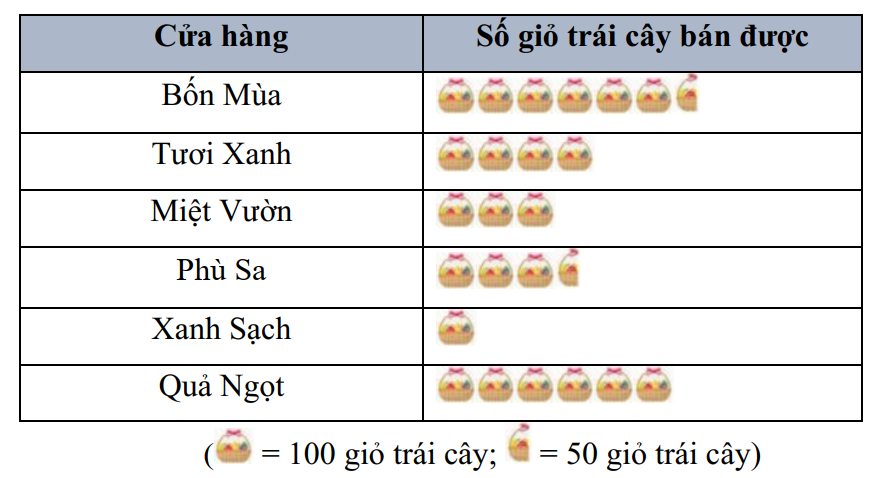 Cửa hàng Số giỏ trái cây bán được
Bốn Mùa
Tươi Xanh
Miệt Vườn
Phù Sa
Xanh Sạch
Quả Ngọt
( = 100 giỏ trái cây; = 50 giỏ trái cây)